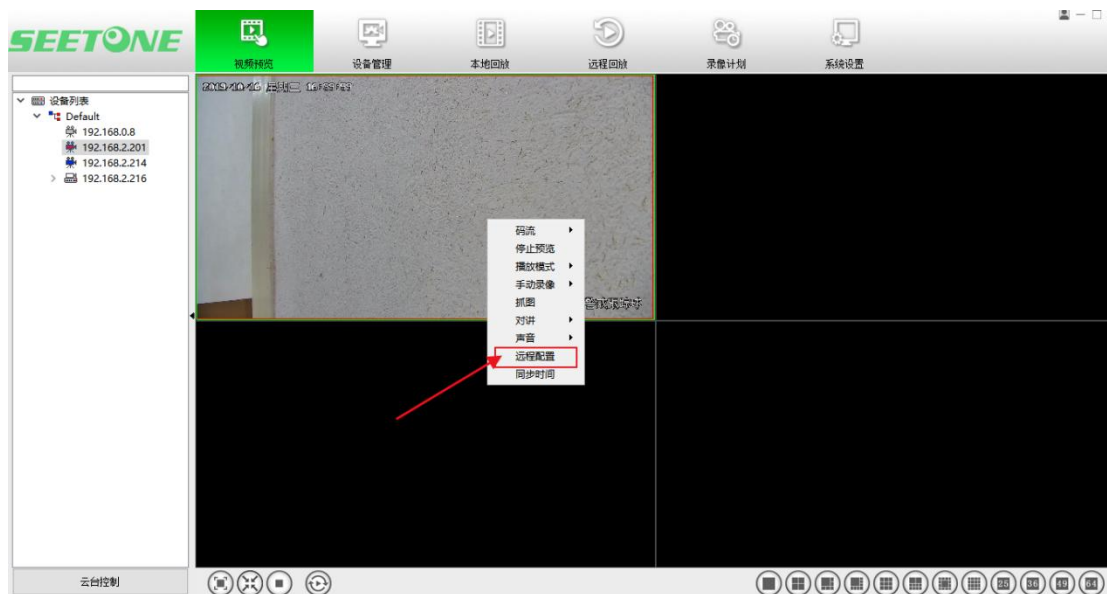 SEETONE
视频预览
设备管理
本地回放
远程回放
录像计划
系统设置
设备列表
Default
192.168.0.8
192.168.2.201
192.168.2.214
192.168.2.216
码流
停止预览
播放模式
手动录像
抓图
对讲
声音
远程配置
同步时间
云台控制
25
36
49
64